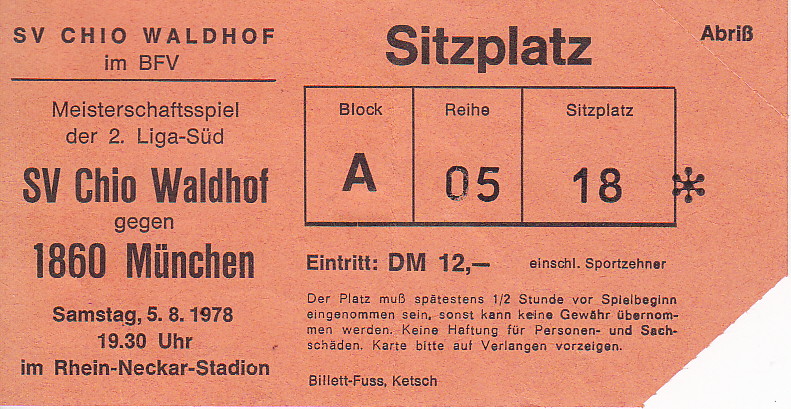 SV CHIO WALDHOF
im BFV
Meisterschaftsspiel
der 2. Liga-Süd
SV Chio Waldhof
gegen
1860 München
Samstag, 5. 8. 1978
19.30 Uhr
im Rhein-Neckar-Stadion
Sitzplatz
Block Reihe Sitzplatz
A 05 18 *
Eintritt: DM 12,— einschl. Sportzehner
Der Platz muß spätestens 1/2 Stunde vor Spielbeginn
eingenommen sein, sonst kann keine Gewähr übernom-
men werden. Keine Haftung für Personen- und Sach-
schäden. Karte bitte auf Verlangen vorzeigen.
Billett-Fuss, Ketsch
Abriß